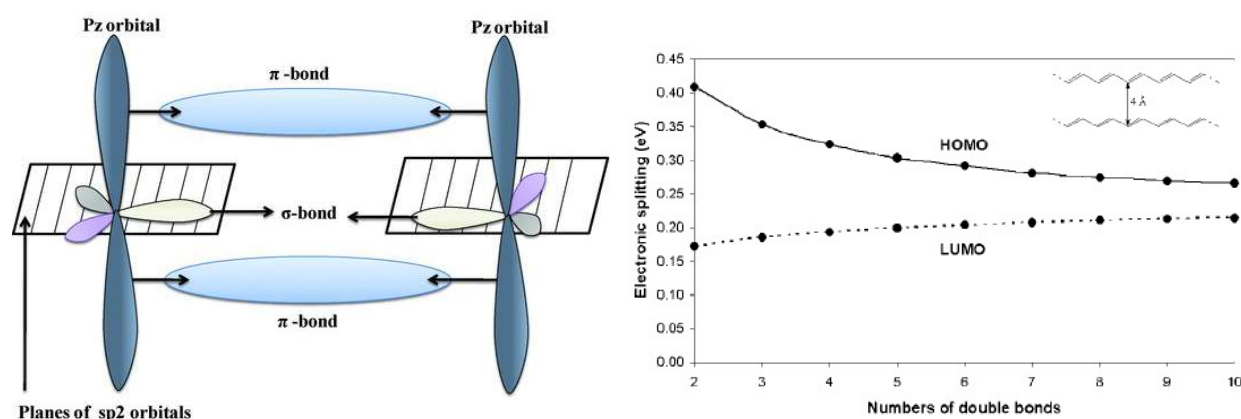 Pz orbital
Pz orbital
π -bond
σ-bond
π -bond
Planes of sp2 orbitals
Electronic splitting (eV)
0.45
0.40
0.35
0.30
0.25
0.20
0.15
0.10
0.05
0.00
4 Å
HOMO
LUMO
2 3 4 5 6 7 8 9 10
Numbers of double bonds